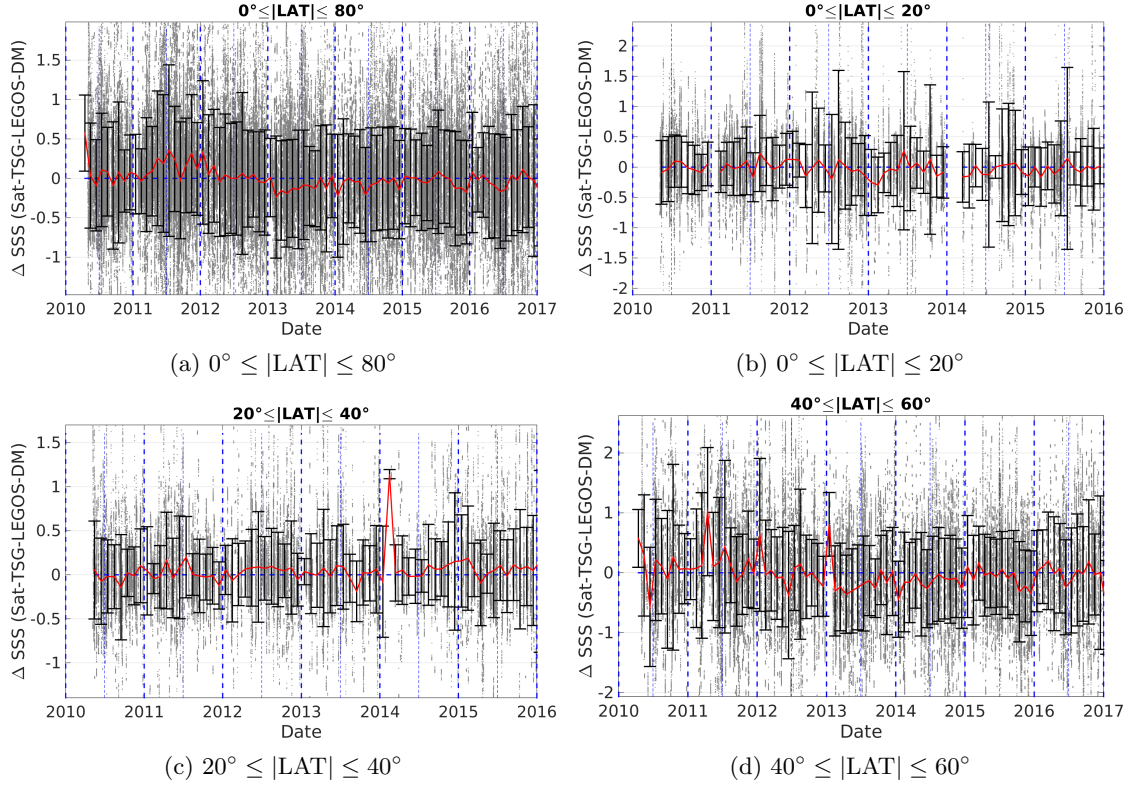 0°≤|LAT|≤ 80°
Δ SSS (Sat-TSG-LEGOS-DM)
1.5
1
0.5
0
-0.5
-1
2010 2011 2012 2013 2014 2015 2016 2017
Date
(a) 0° ≤ |LAT| ≤ 80°
0°≤|LAT|≤ 20°
Δ SSS (Sat-TSG-LEGOS-DM)
2
1.5
1
0.5
0
-0.5
-1
-1.5
-2
2010 2011 2012 2013 2014 2015 2016
Date
(b) 0° ≤ |LAT| ≤ 20°
20°≤|LAT|≤ 40°
Δ SSS (Sat-TSG-LEGOS-DM)
1.5
1
0.5
0
-0.5
-1
2010 2011 2012 2013 2014 2015 2016
Date
(c) 20° ≤ |LAT| ≤ 40°
40°≤|LAT|≤ 60°
Δ SSS (Sat-TSG-LEGOS-DM)
2
1
0
-1
-2
2010 2011 2012 2013 2014 2015 2016 2017
Date
(d) 40° ≤ |LAT| ≤ 60°